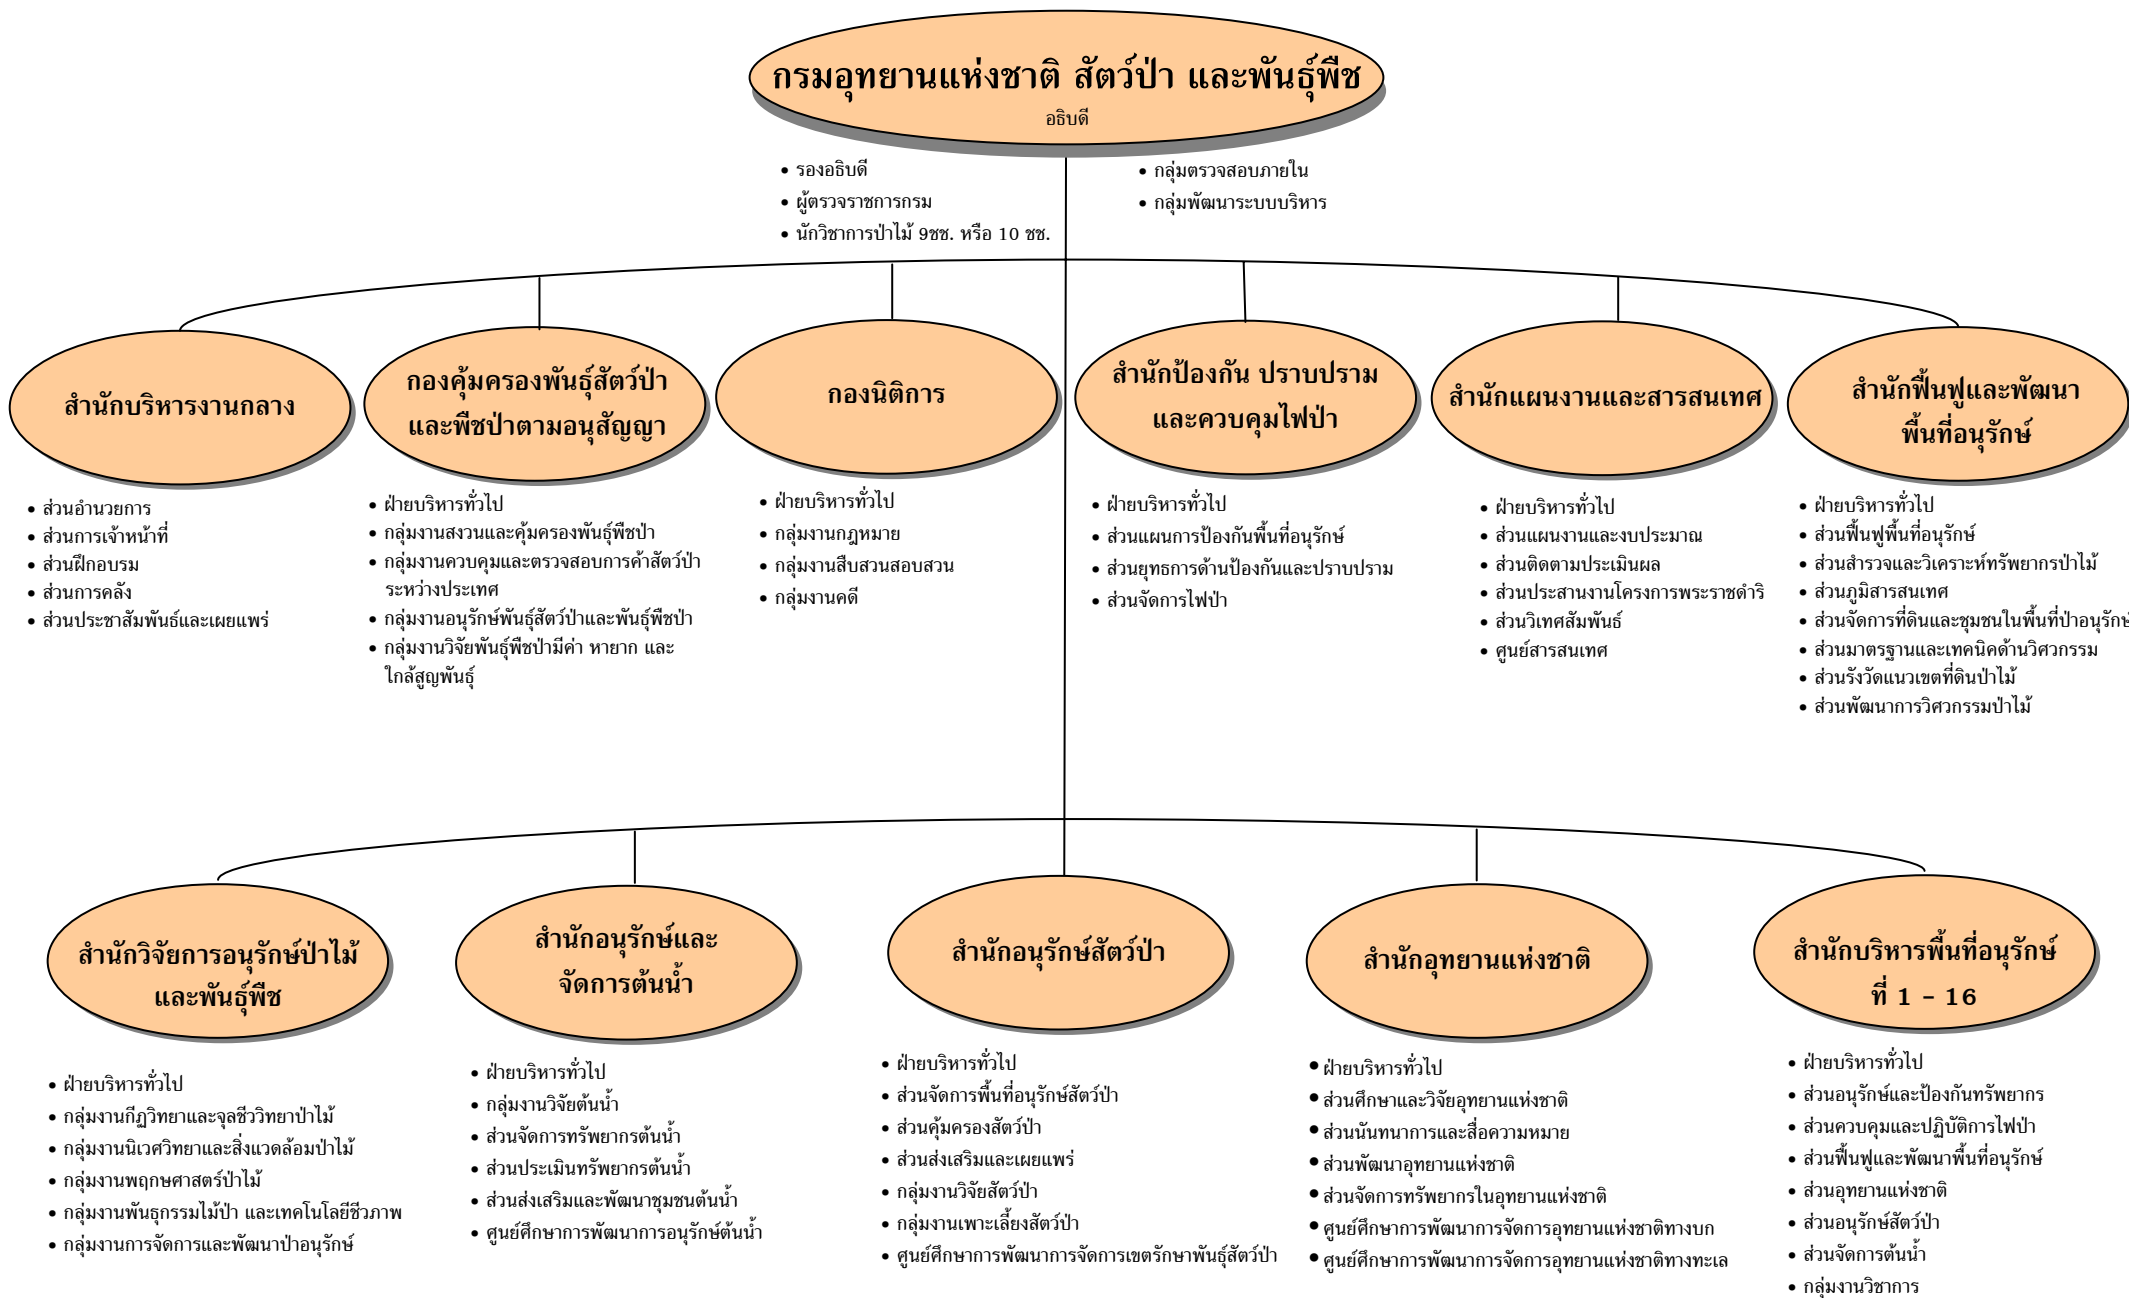 กรมอุทยานแห่งชาติ สัตว์ป่า และพันธุ์พืช
อธิบดี
• รองอธิบดี
• ผู้ตรวจราชการกรม
• นักวิชาการป่าไม้ 9ชช. หรือ 10 ชช.
• กลุ่มตรวจสอบภายใน
• กลุ่มพัฒนาระบบบริหาร
สำนักบริหารงานกลาง
• ส่วนอำนวยการ
• ส่วนการเจ้าหน้าที่
• ส่วนฝึกอบรม
• ส่วนการคลัง
• ส่วนประชาสัมพันธ์และเผยแพร่
กองคุ้มครองพันธุ์สัตว์ป่า
และพืชป่าตามอนุสัญญา
• ฝ่ายบริหารทั่วไป
• กลุ่มงานสงวนและคุ้มครองพันธุ์พืชป่า
• กลุ่มงานควบคุมและตรวจสอบการค้าสัตว์ป่า
ระหว่างประเทศ
• กลุ่มงานอนุรักษ์พันธุ์สัตว์ป่าและพันธุ์พืชป่า
• กลุ่มงานวิจัยพันธุ์พืชป่ามีค่า หายาก และ
ใกล้สูญพันธุ์
กองนิติการ
• ฝ่ายบริหารทั่วไป
• กลุ่มงานกฎหมาย
• กลุ่มงานสืบสวนสอบสวน
• กลุ่มงานคดี
สำนักป้องกัน ปราบปราม
และควบคุมไฟป่า
• ฝ่ายบริหารทั่วไป
• ส่วนแผนการป้องกันพื้นที่อนุรักษ์
• ส่วนยุทธการด้านป้องกันและปราบปราม
• ส่วนจัดการไฟป่า
สำนักแผนงานและสารสนเทศ
• ฝ่ายบริหารทั่วไป
• ส่วนแผนงานและงบประมาณ
• ส่วนติดตามประเมินผล
• ส่วนประสานงานโครงการพระราชดำริ
• ส่วนวิเทศสัมพันธ์
• ศูนย์สารสนเทศ
สำนักฟื้นฟูและพัฒนา
พื้นที่อนุรักษ์
• ฝ่ายบริหารทั่วไป
• ส่วนฟื้นฟูพื้นที่อนุรักษ์
• ส่วนสำรวจและวิเคราะห์ทรัพยากรป่าไม้
• ส่วนภูมิสารสนเทศ
• ส่วนจัดการที่ดินและชุมชนในพื้นที่ป่าอนุรักษ์
• ส่วนมาตรฐานและเทคนิคด้านวิศวกรรม
• ส่วนรังวัดแนวเขตที่ดินป่าไม้
• ส่วนพัฒนาการวิศวกรรมป่าไม้
สำนักวิจัยการอนุรักษ์ป่าไม้
และพันธุ์พืช
• ฝ่ายบริหารทั่วไป
• กลุ่มงานกีฏวิทยาและจุลชีววิทยาป่าไม้
• กลุ่มงานนิเวศวิทยาและสิ่งแวดล้อมป่าไม้
• กลุ่มงานพฤกษศาสตร์ป่าไม้
• กลุ่มงานพันธุกรรมไม้ป่า และเทคโนโลยีชีวภาพ
• กลุ่มงานการจัดการและพัฒนาป่าอนุรักษ์
สำนักอนุรักษ์และ
จัดการต้นน้ำ
• ฝ่ายบริหารทั่วไป
• กลุ่มงานวิจัยต้นน้ำ
• ส่วนจัดการทรัพยากรต้นน้ำ
• ส่วนประเมินทรัพยากรต้นน้ำ
• ส่วนส่งเสริมและพัฒนาชุมชนต้นน้ำ
• ศูนย์ศึกษาการพัฒนาการอนุรักษ์ต้นน้ำ
สำนักอนุรักษ์สัตว์ป่า
• ฝ่ายบริหารทั่วไป
• ส่วนจัดการพื้นที่อนุรักษ์สัตว์ป่า
• ส่วนคุ้มครองสัตว์ป่า
• ส่วนส่งเสริมและเผยแพร่
• กลุ่มงานวิจัยสัตว์ป่า
• กลุ่มงานเพาะเลี้ยงสัตว์ป่า
• ศูนย์ศึกษาการพัฒนาการจัดการเขตรักษาพันธุ์สัตว์ป่า
สำนักอุทยานแห่งชาติ
• ฝ่ายบริหารทั่วไป
• ส่วนศึกษาและวิจัยอุทยานแห่งชาติ
• ส่วนนันทนาการและสื่อความหมาย
• ส่วนพัฒนาอุทยานแห่งชาติ
• ส่วนจัดการทรัพยากรในอุทยานแห่งชาติ
• ศูนย์ศึกษาการพัฒนาการจัดการอุทยานแห่งชาติทางบก
• ศูนย์ศึกษาการพัฒนาการจัดการอุทยานแห่งชาติทางทะเล
สำนักบริหารพื้นที่อนุรักษ์
ที่ 1 - 16
• ฝ่ายบริหารทั่วไป
• ส่วนอนุรักษ์และป้องกันทรัพยากร
• ส่วนควบคุมและปฏิบัติการไฟป่า
• ส่วนฟื้นฟูและพัฒนาพื้นที่อนุรักษ์
• ส่วนอุทยานแห่งชาติ
• ส่วนอนุรักษ์สัตว์ป่า
• ส่วนจัดการต้นน้ำ
• กลุ่มงานวิชาการ